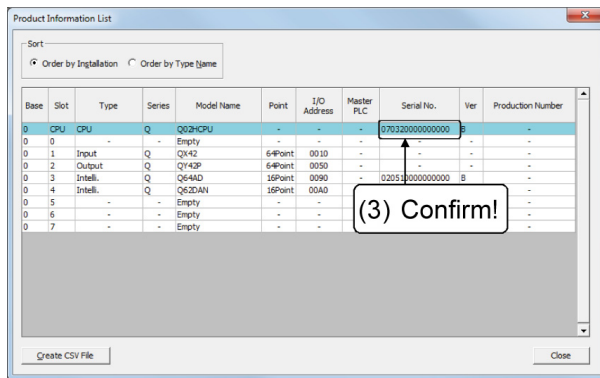 Product Information List
Sort
Order by Installation Order by Type Name
Base Slot Type Series Model Name Point I/O Address Master PLC Serial No. Ver Production Number
0 CPU CPU Q Q02HCPU - - - 070320000000000 B -
0 0 - - Empty - - - - - -
0 1 Input Q QX42 64Point 0010 - - - -
0 2 Output Q QY42P 64Point 0050 - - - -
0 3 Intelli. Q Q64AD 16Point 0090 - 020510000000000 B -
0 4 Intelli. Q Q62DAN 16Point 00A0 - -
0 5 - - Empty - - -
0 6 - - Empty - - -
0 7 - - Empty - - -
(3) Confirm!
Create CSV File Close